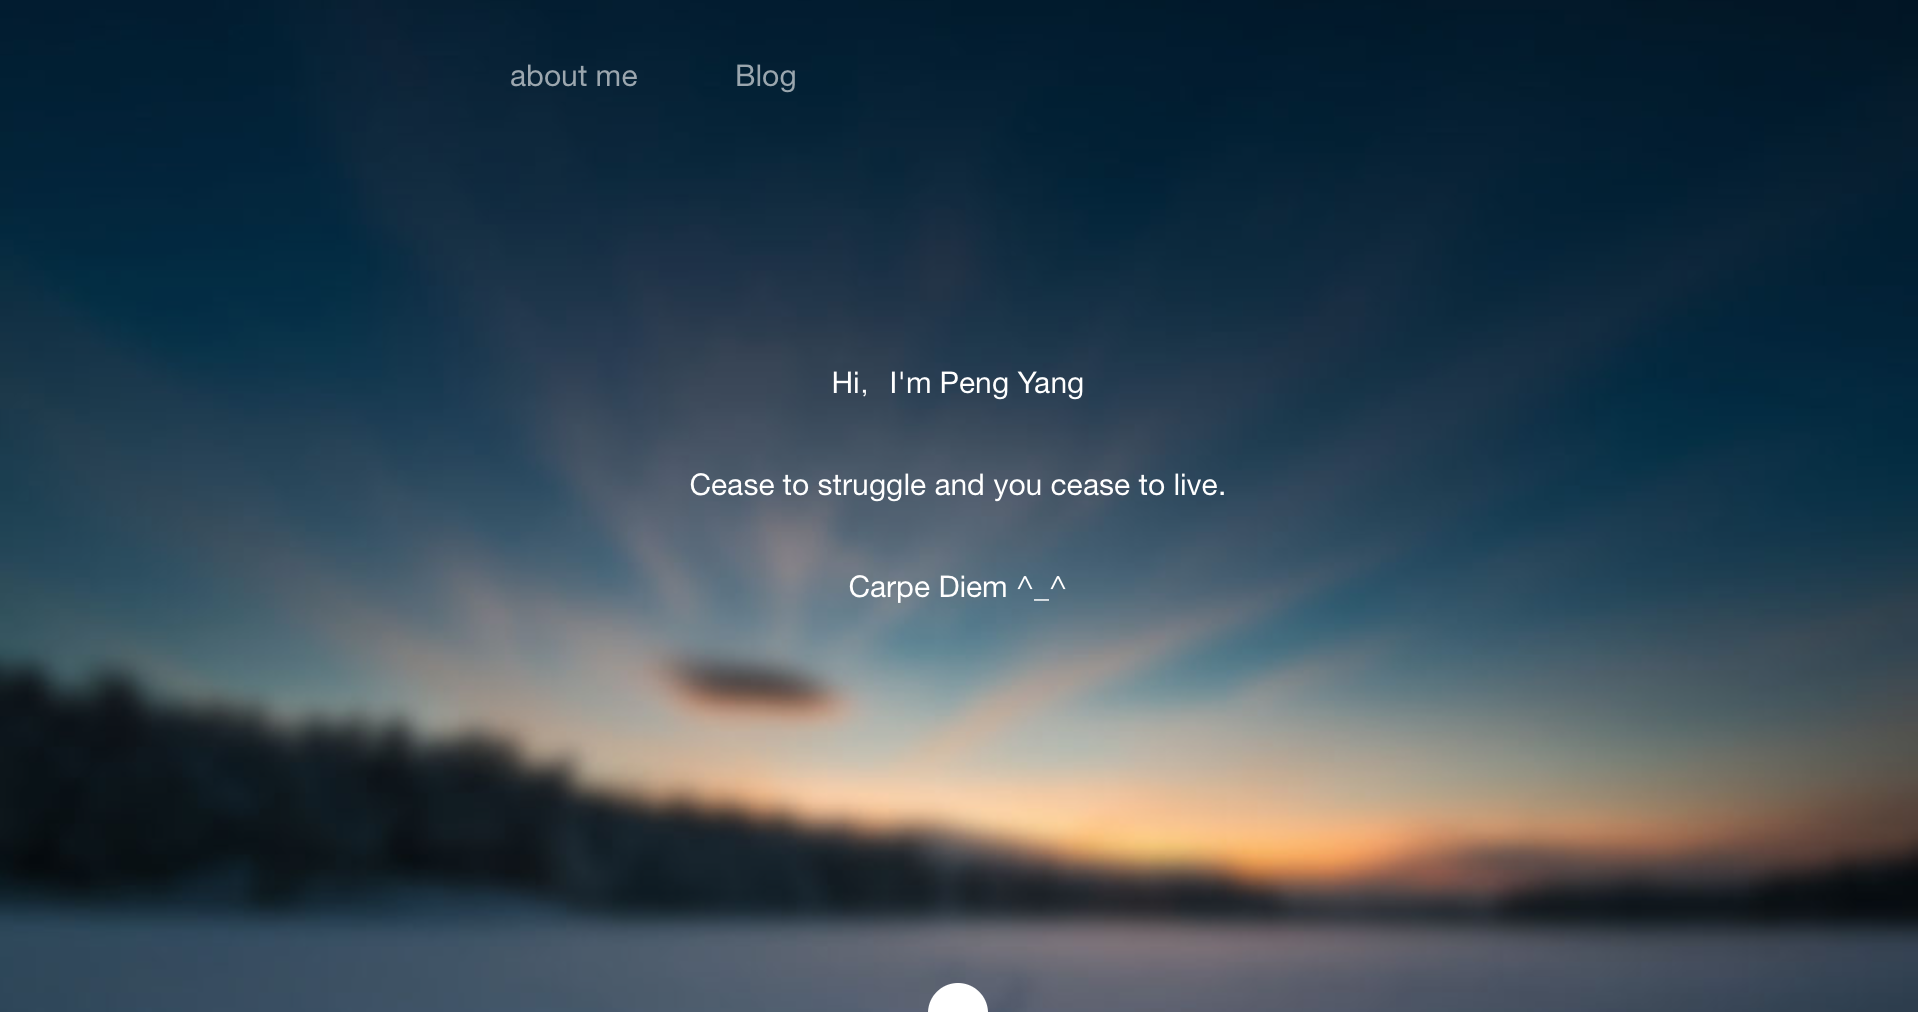 about me Blog
Hi,  I'm Peng Yang
Cease to struggle and you cease to live.
Carpe Diem ^_^